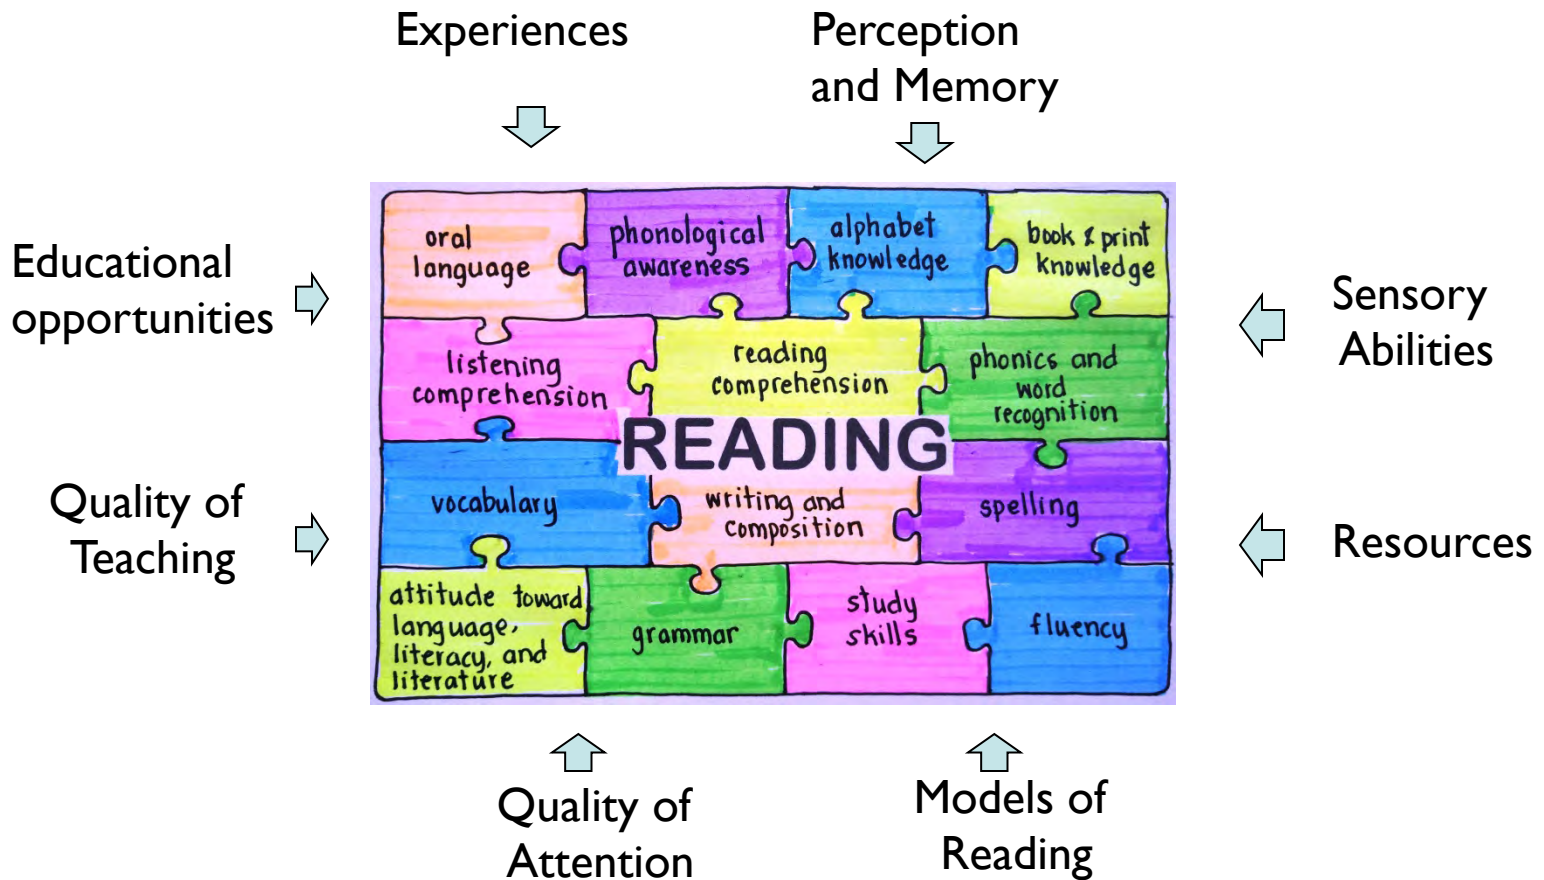 Experiences
Perception
and Memory
Educational
opportunities
Sensory
Abilities
Quality of
Teaching
Resources
oral
language
phonological
awareness
alphabet
knowledge
book & print
knowledge
listening
comprehension
reading
comprehension
phonics and
word
recognition
READING
vocabulary
writing and
composition
spelling
attitude toward
language,
literacy, and
literature
grammar
study
skills
fluency
Quality of
Attention
Models of
Reading